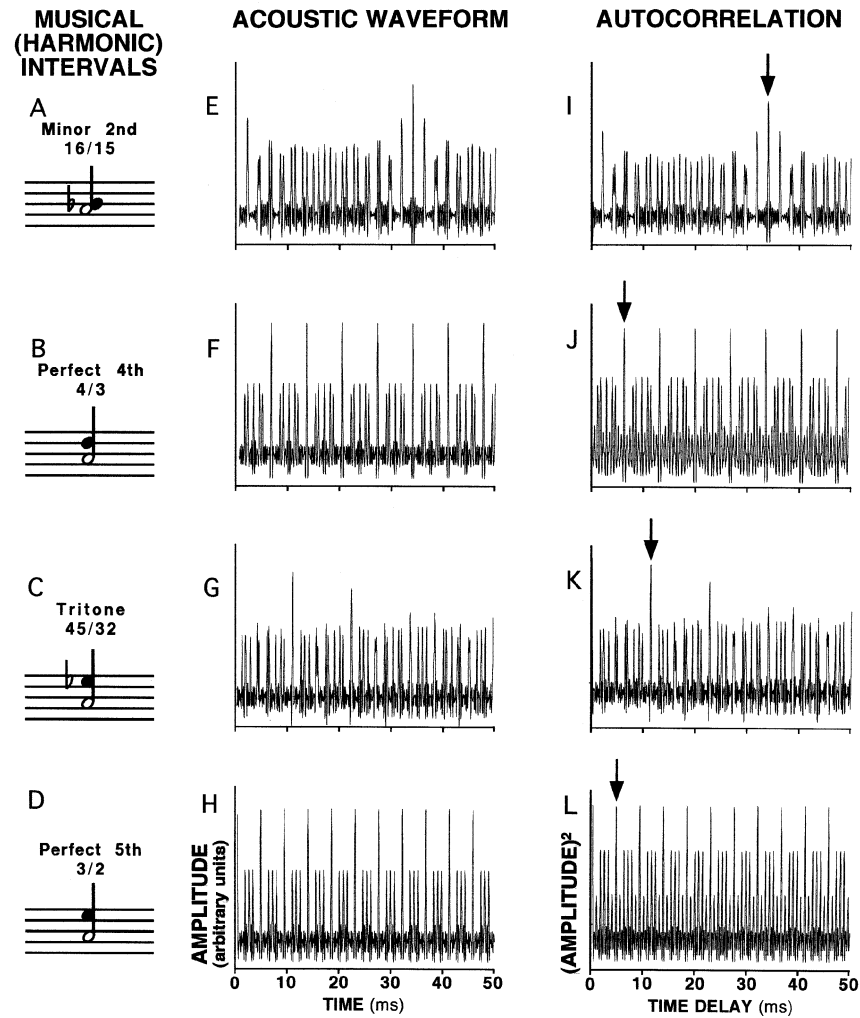 MUSICAL
(HARMONIC)
INTERVALS
ACOUSTIC WAVEFORM
AUTOCORRELATION
A
Minor 2nd
16/15
E
I
B
Perfect 4th
4/3
F
J
C
Tritone
45/32
G
K
D
Perfect 5th
3/2
H
L
AMPLITUDE
(arbitrary units)
(AMPLITUDE)²
0 10 20 30 40 50
TIME (ms)
0 10 20 30 40 50
TIME DELAY (ms)